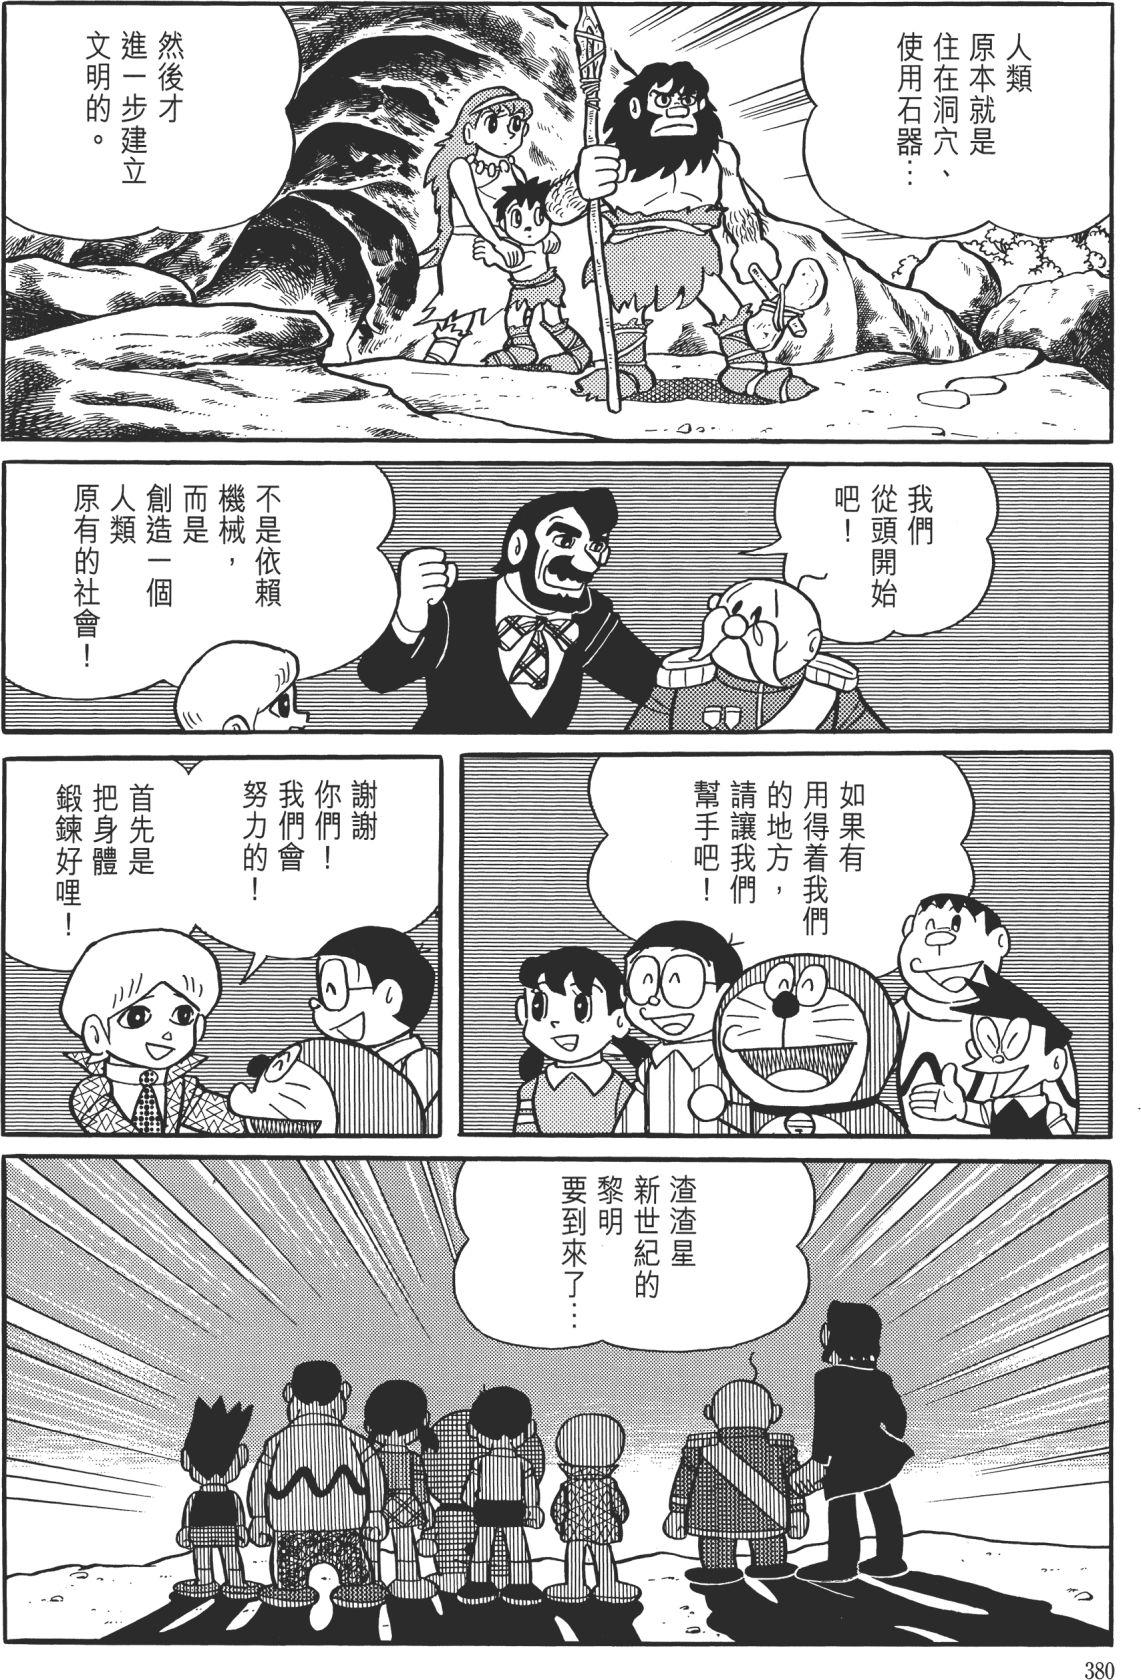 人類
原本就是
住在洞穴、
使用石器…
然後才
進一步建立
文明的。
我們
從頭開始
吧！
不是依賴
機械，
而是
創造一個
人類
原有的社會！
如果有
用得着我們
的地方，
請讓我們
幫手吧！
謝謝
你們！
我們會
努力的！
首先是
把身體
鍛鍊好哩！
渣渣星
新世紀的
黎明
要到來了…
380